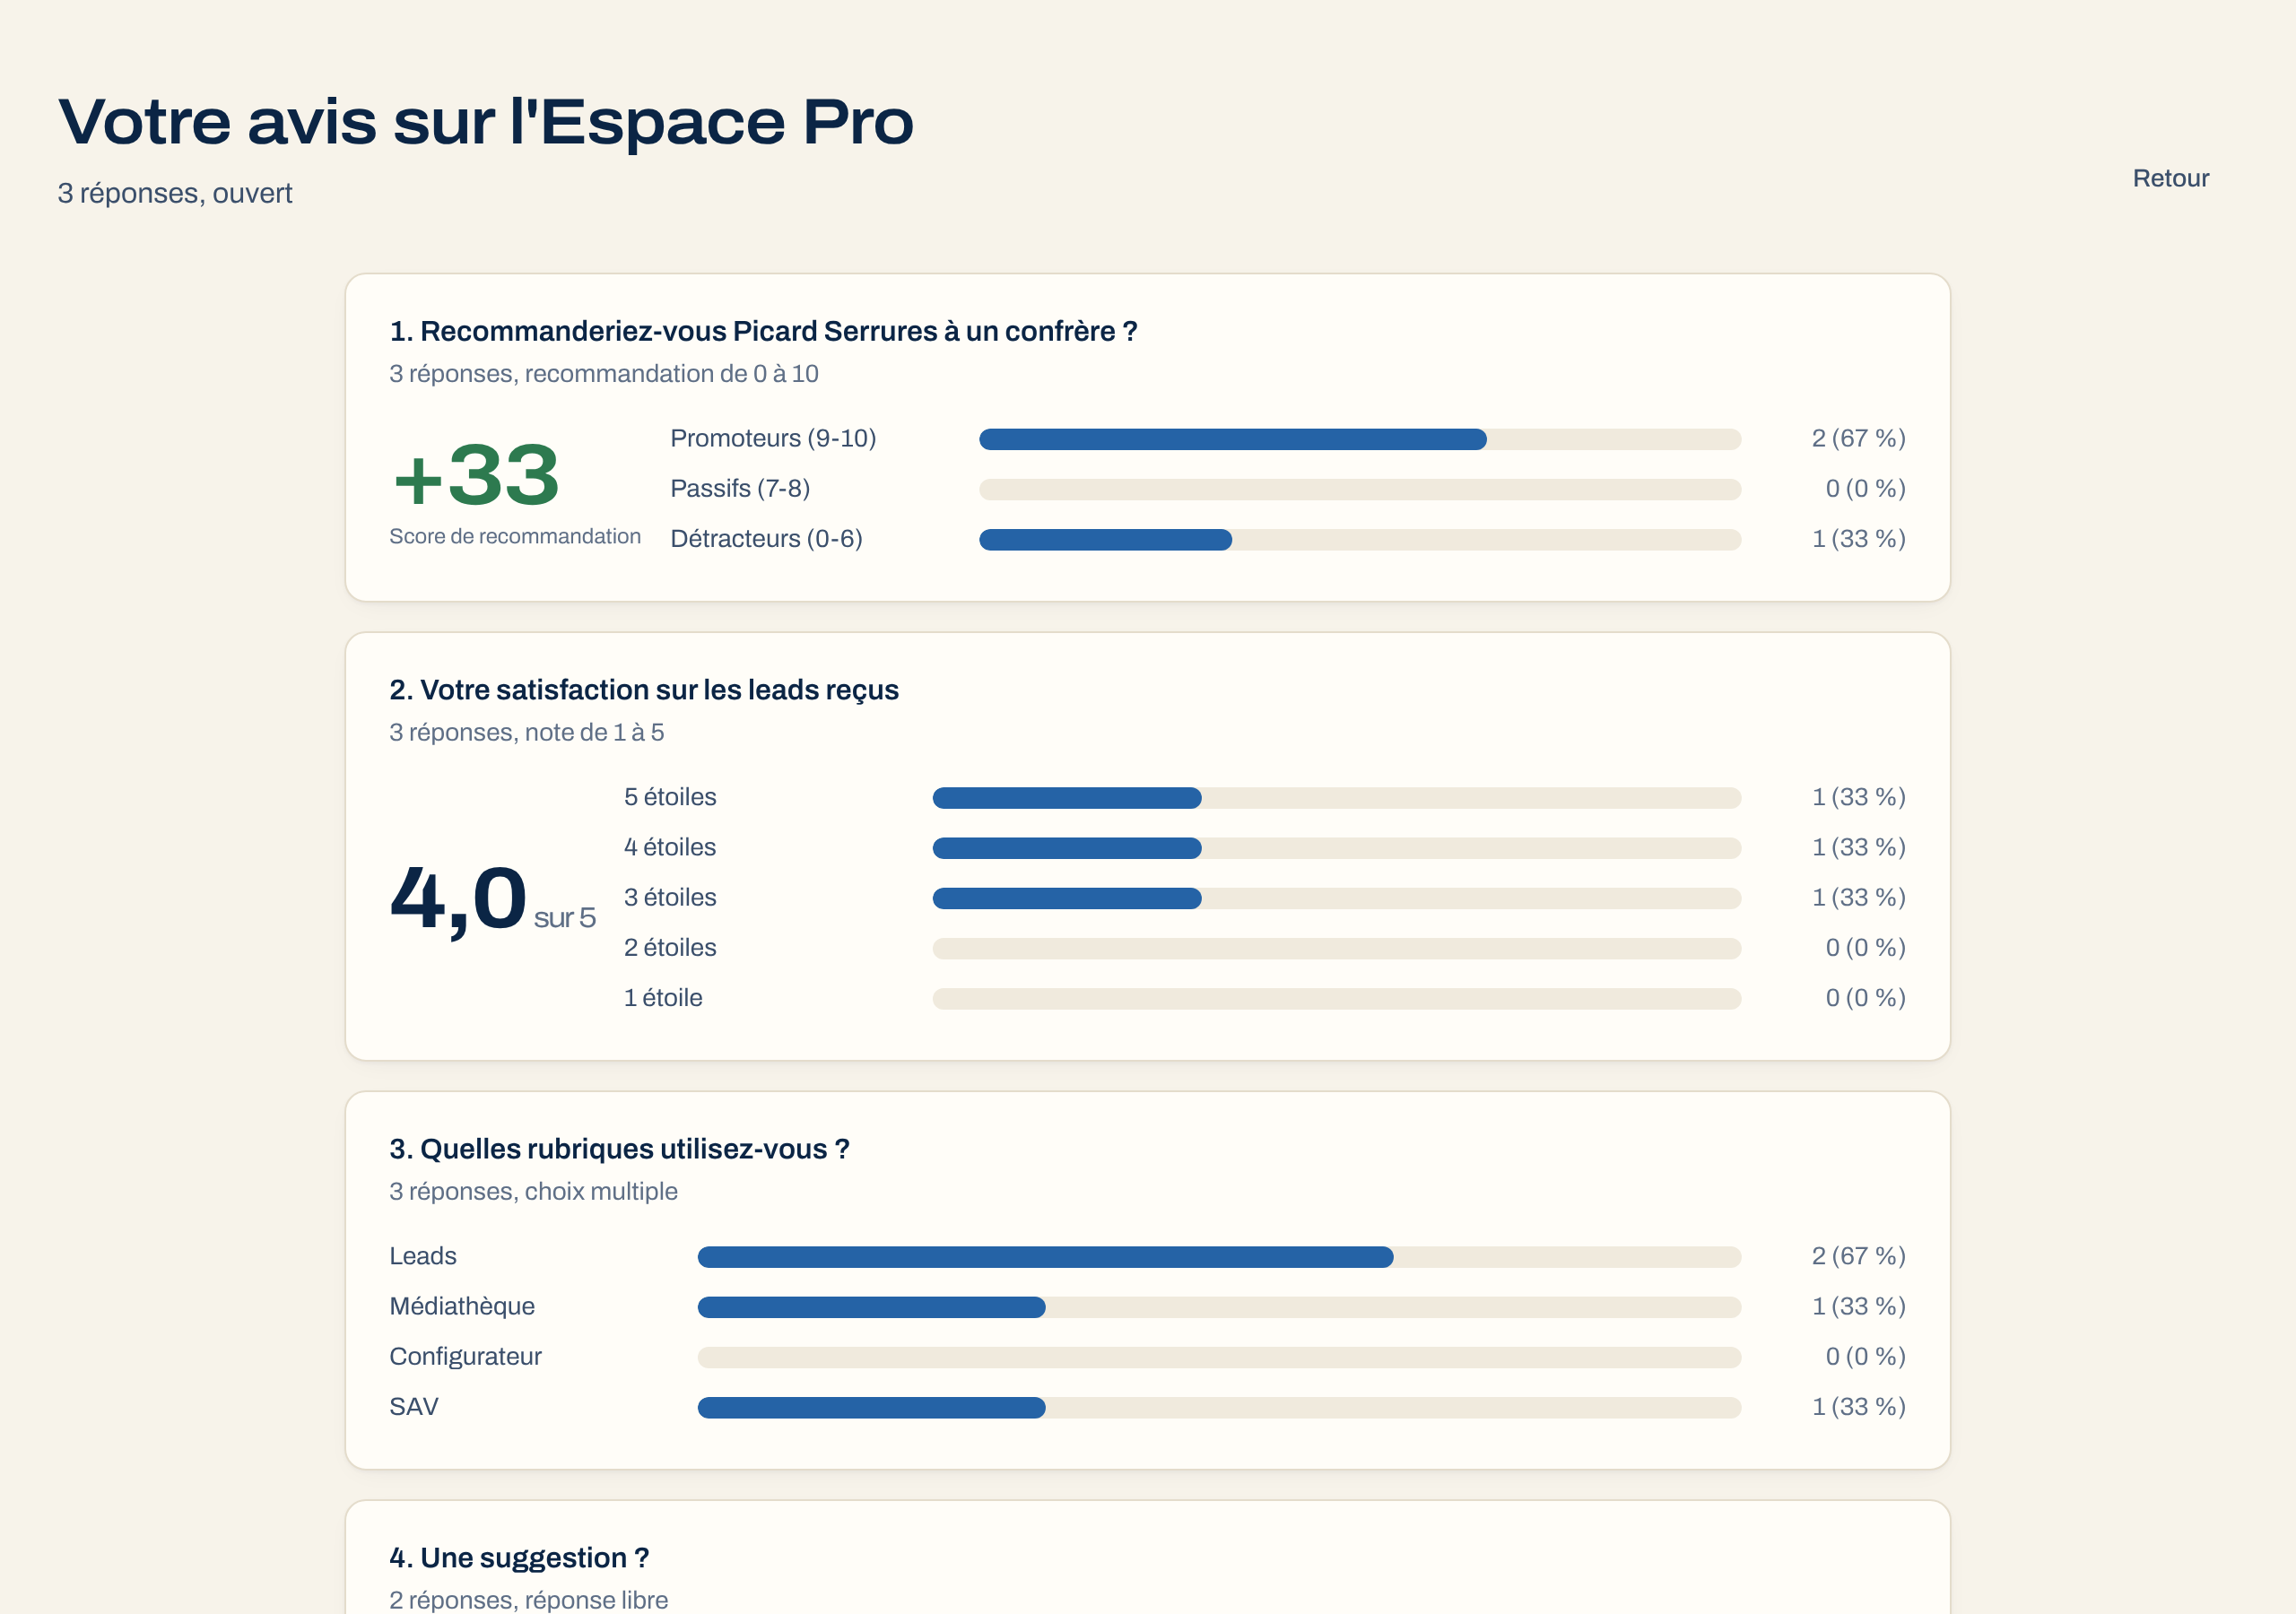 Votre avis sur l'Espace Pro
3 réponses, ouvert
Retour
1. Recommanderiez-vous Picard Serrures à un confrère ?
3 réponses, recommandation de 0 à 10
+33
Score de recommandation
Promoteurs (9-10) 2 (67 %)
Passifs (7-8) 0 (0 %)
Détracteurs (0-6) 1 (33 %)
2. Votre satisfaction sur les leads reçus
3 réponses, note de 1 à 5
4,0 sur 5
5 étoiles 1 (33 %)
4 étoiles 1 (33 %)
3 étoiles 1 (33 %)
2 étoiles 0 (0 %)
1 étoile 0 (0 %)
3. Quelles rubriques utilisez-vous ?
3 réponses, choix multiple
Leads 2 (67 %)
Médiathèque 1 (33 %)
Configurateur 0 (0 %)
SAV 1 (33 %)
4. Une suggestion ?
2 réponses, réponse libre